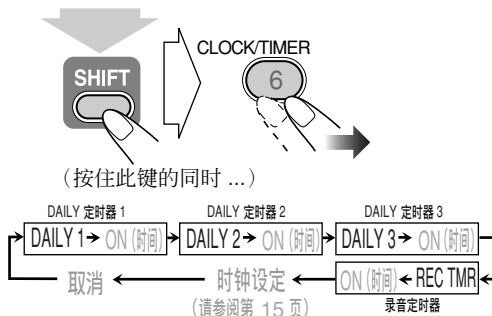 CLOCK/TIMER
SHIFT
6
（按住此键的同时 ...）
DAILY 定时器 1 DAILY 定时器 2 DAILY 定时器 3
DAILY 1 → ON (时间) → DAILY 2 → ON (时间) → DAILY 3 → ON (时间)
取消 ← 时钟设定 ← ON (时间) ← REC TMR
（请参阅第 15 页） 录音定时器